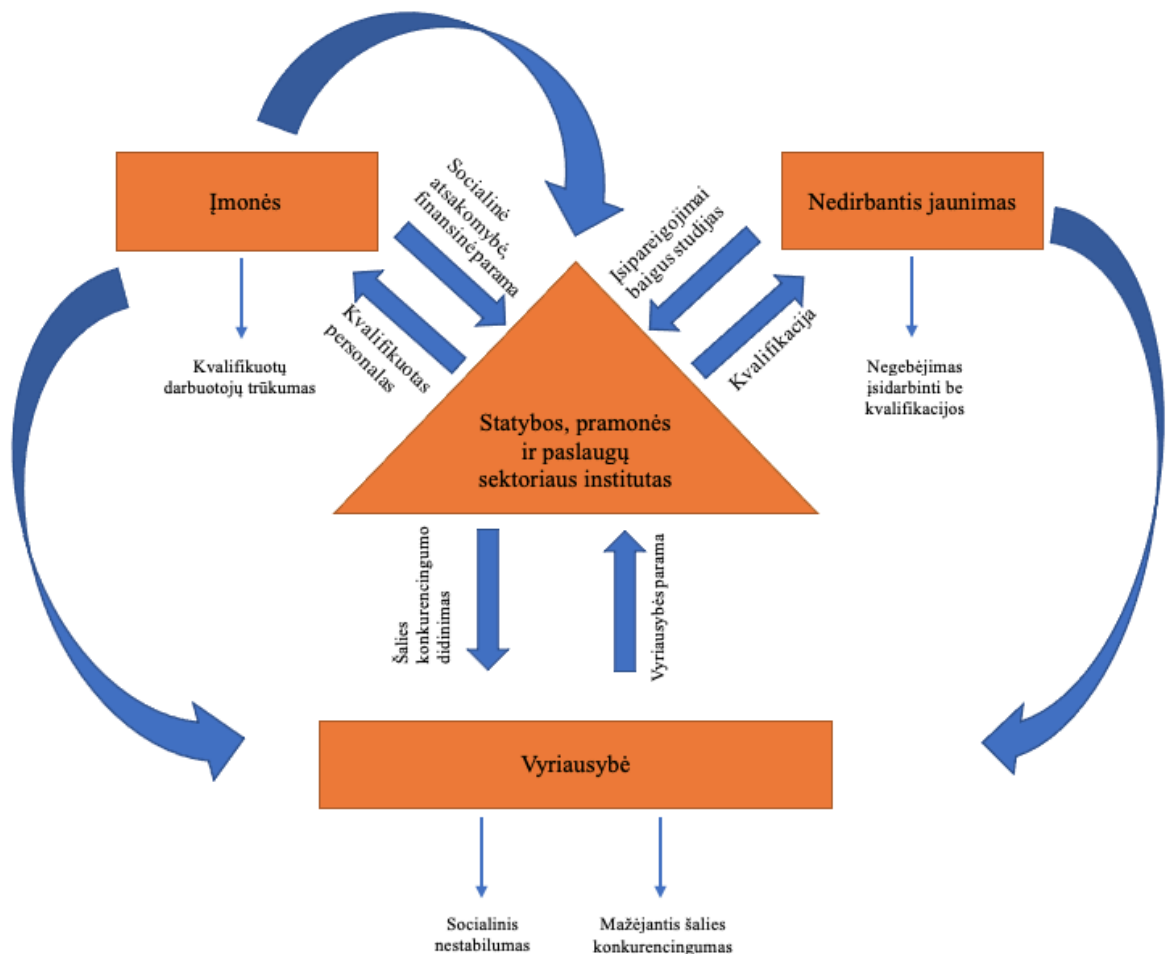 Įmonės
Nedirbantis jaunimas
Socialinė
atsakomybė,
finansinė parama
Kvalifikuotas
personalas
Įsipareigojimai
baigus studijas
Kvalifikacija
Kvalifikuotų
darbuotojų trūkumas
Negebėjimas
įsidarbinti be
kvalifikacijos
Statybos, pramonės
ir paslaugų
sektoriaus institutas
Šalies
konkurencingumo
didinimas
Vyriausybės parama
Vyriausybė
Socialinis
nestabilumas
Mažėjantis šalies
konkurencingumas